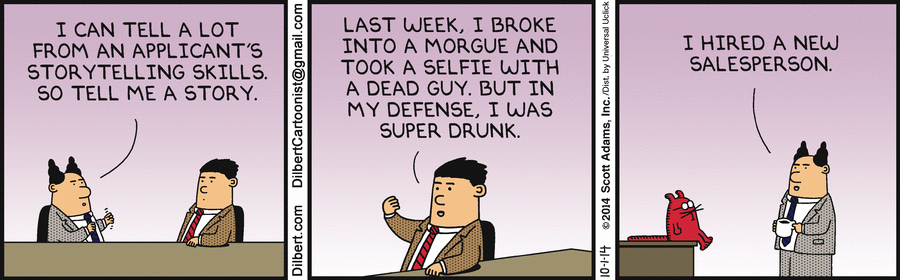 I CAN TELL A LOT
FROM AN APPLICANT'S
STORYTELLING SKILLS.
SO TELL ME A STORY.
Dilbert.com DilbertCartoonist@gmail.com
LAST WEEK, I BROKE
INTO A MORGUE AND
TOOK A SELFIE WITH
A DEAD GUY. BUT IN
MY DEFENSE, I WAS
SUPER DRUNK.
10-1-14 ©2014 Scott Adams, Inc. /Dist. by Universal Uclick
I HIRED A NEW
SALESPERSON.